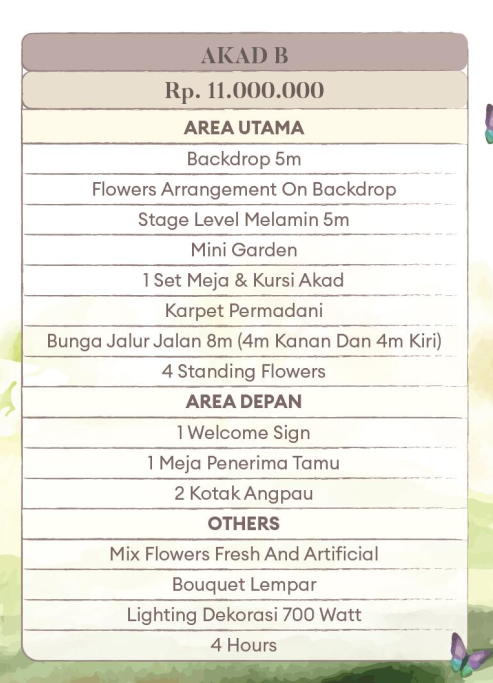 AKAD B
Rp. 11.000.000
AREA UTAMA
Backdrop 5m
Flowers Arrangement On Backdrop
Stage Level Melamin 5m
Mini Garden
1 Set Meja & Kursi Akad
Karpet Permadani
Bunga Jalur Jalan 8m (4m Kanan Dan 4m Kiri)
4 Standing Flowers
AREA DEPAN
1 Welcome Sign
1 Meja Penerima Tamu
2 Kotak Angpau
OTHERS
Mix Flowers Fresh And Artificial
Bouquet Lempar
Lighting Dekorasi 700 Watt
4 Hours